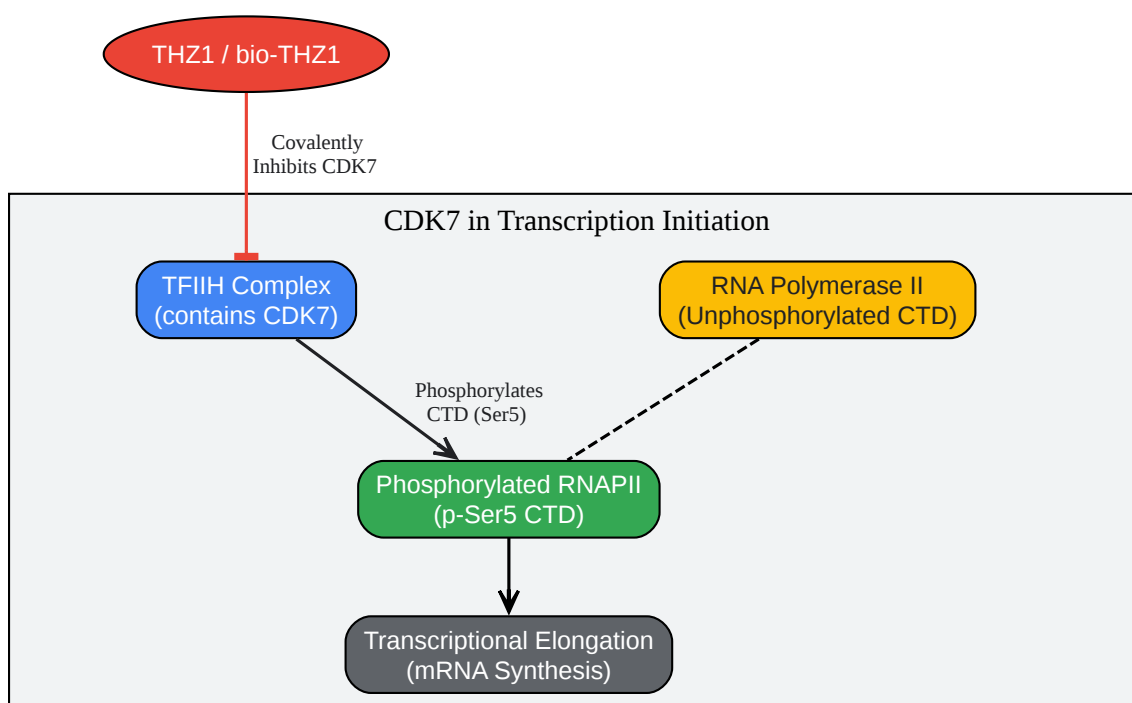 THZ1 / bio-THZ1
Covalently
Inhibits CDK7
CDK7 in Transcription Initiation
TFIIH Complex
(contains CDK7)
RNA Polymerase II
(Unphosphorylated CTD)
Phosphorylates
CTD (Ser5)
Phosphorylated RNAPII
(p-Ser5 CTD)
Transcriptional Elongation
(mRNA Synthesis)